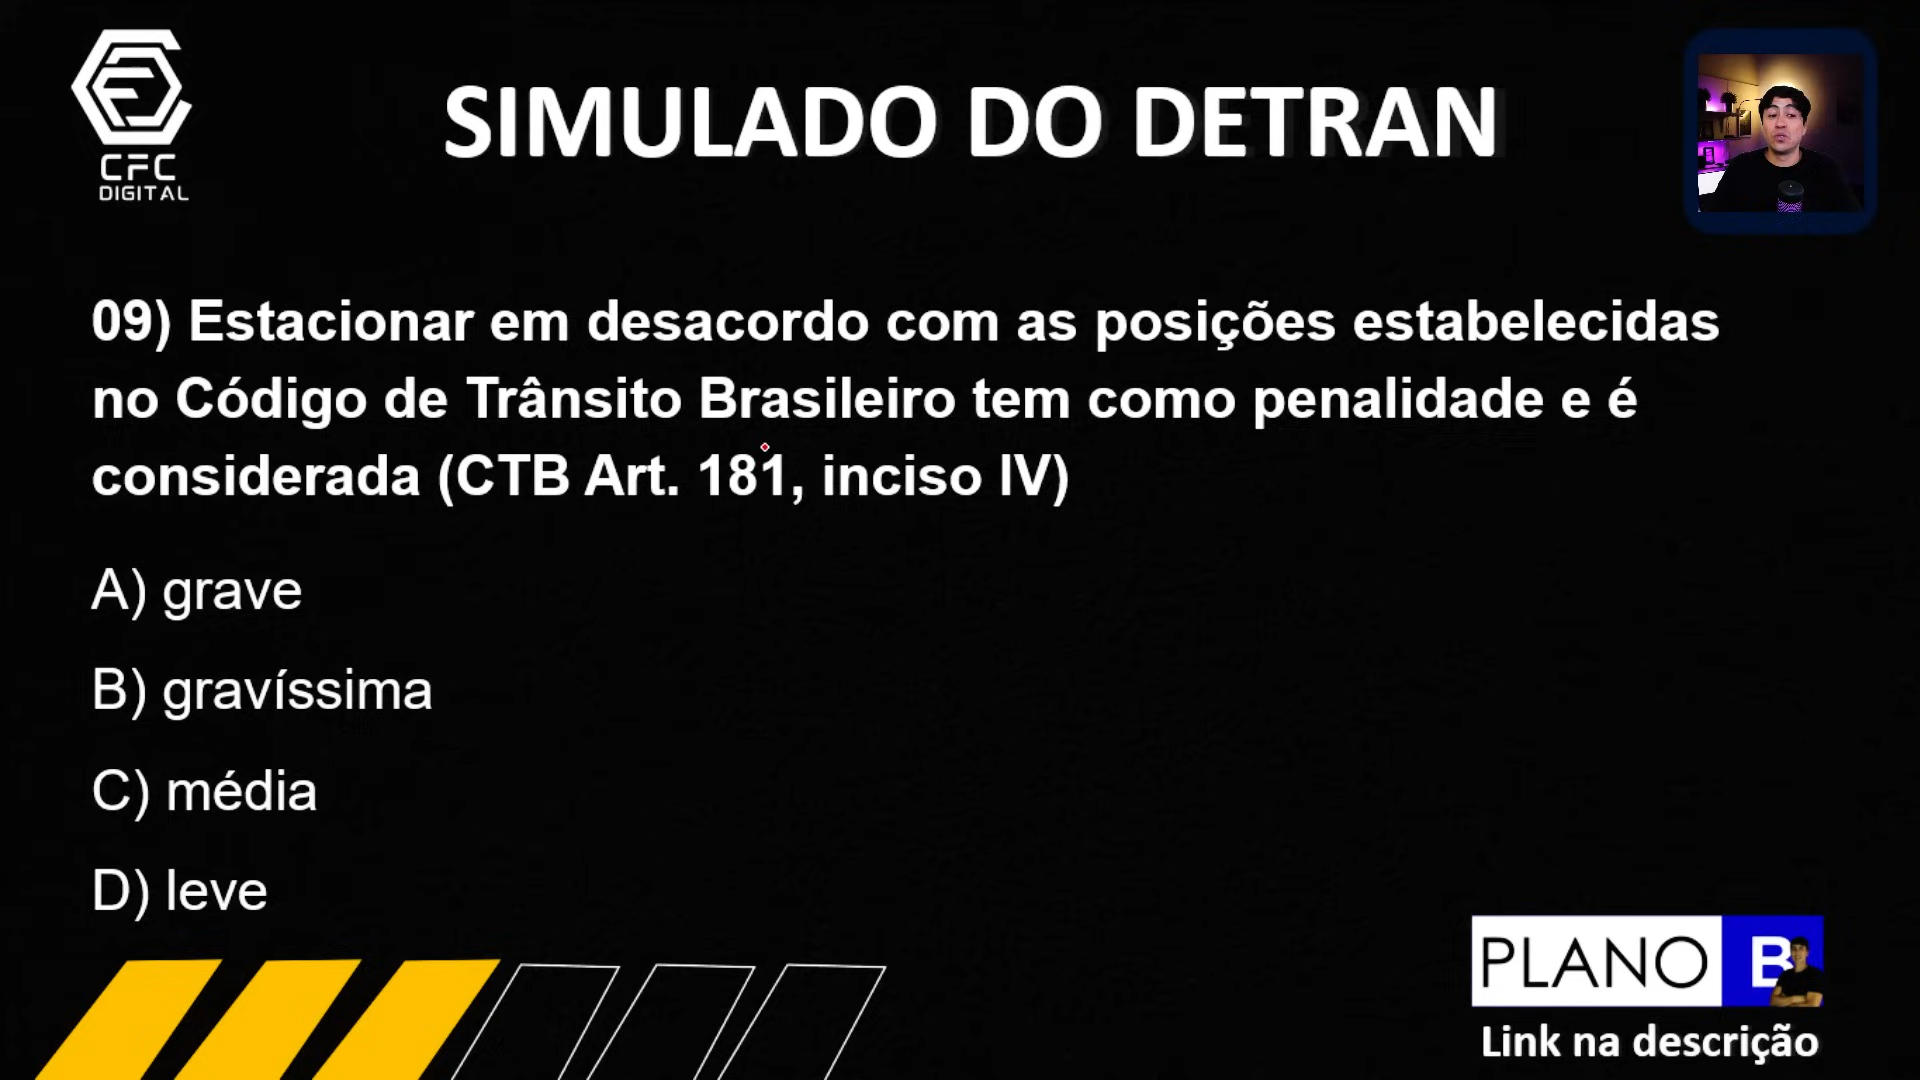 CFC
DIGITAL
SIMULADO DO DETRAN
09) Estacionar em desacordo com as posições estabelecidas
no Código de Trânsito Brasileiro tem como penalidade e é
considerada (CTB Art. 181, inciso IV)
A) grave
B) gravíssima
C) média
D) leve
PLANO B
Link na descrição